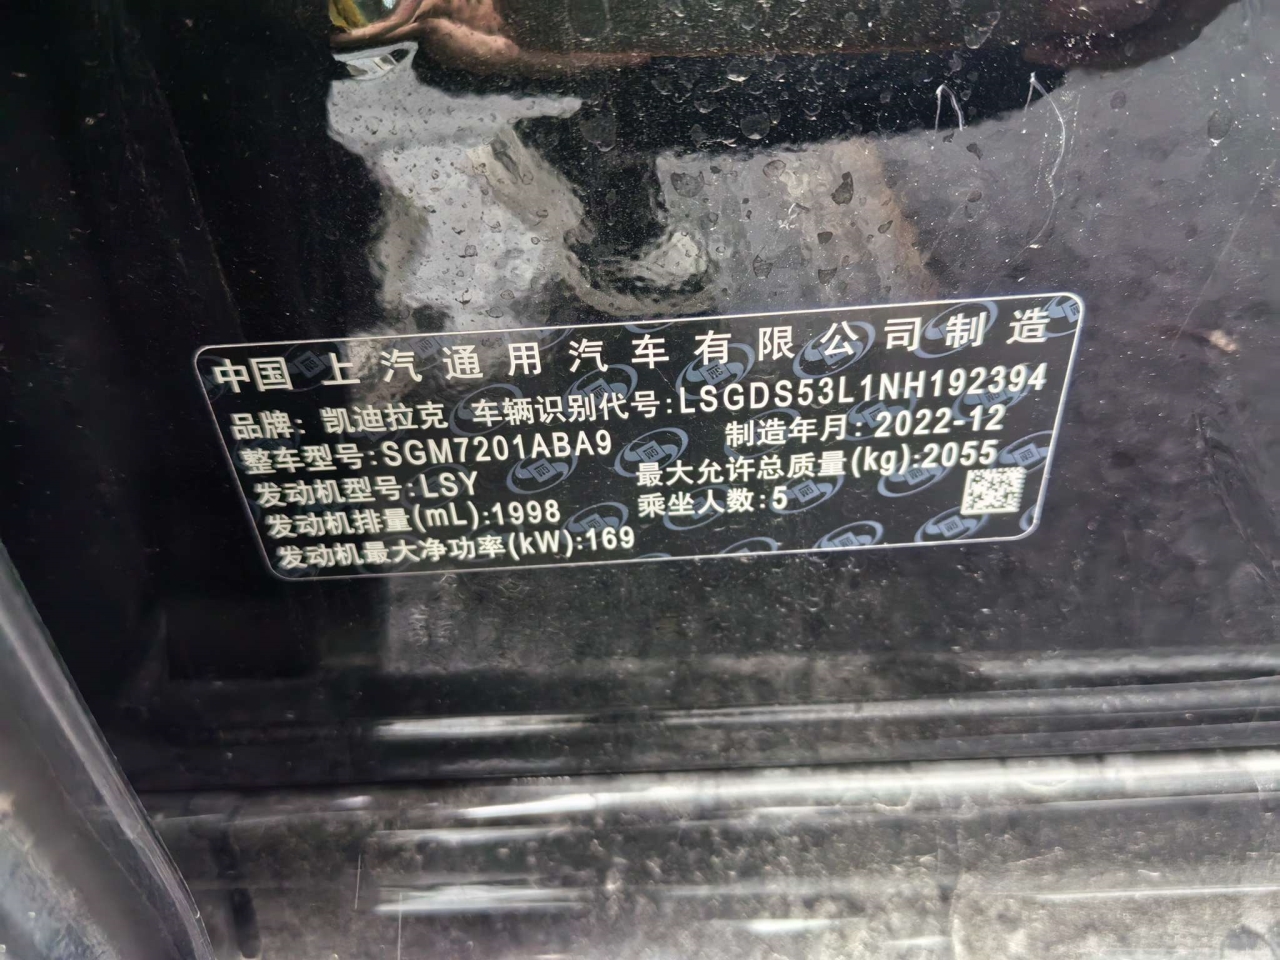 中国 上汽通用汽车有限公司制造
品牌: 凯迪拉克 车辆识别代号:LSGDS53L1NH192394
整车型号:SGM7201ABA9 制造年月: 2022-12
发动机型号:LSY 最大允许总质量(kg):2055
发动机排量(mL):1998 乘坐人数:5
发动机最大净功率(kW):169